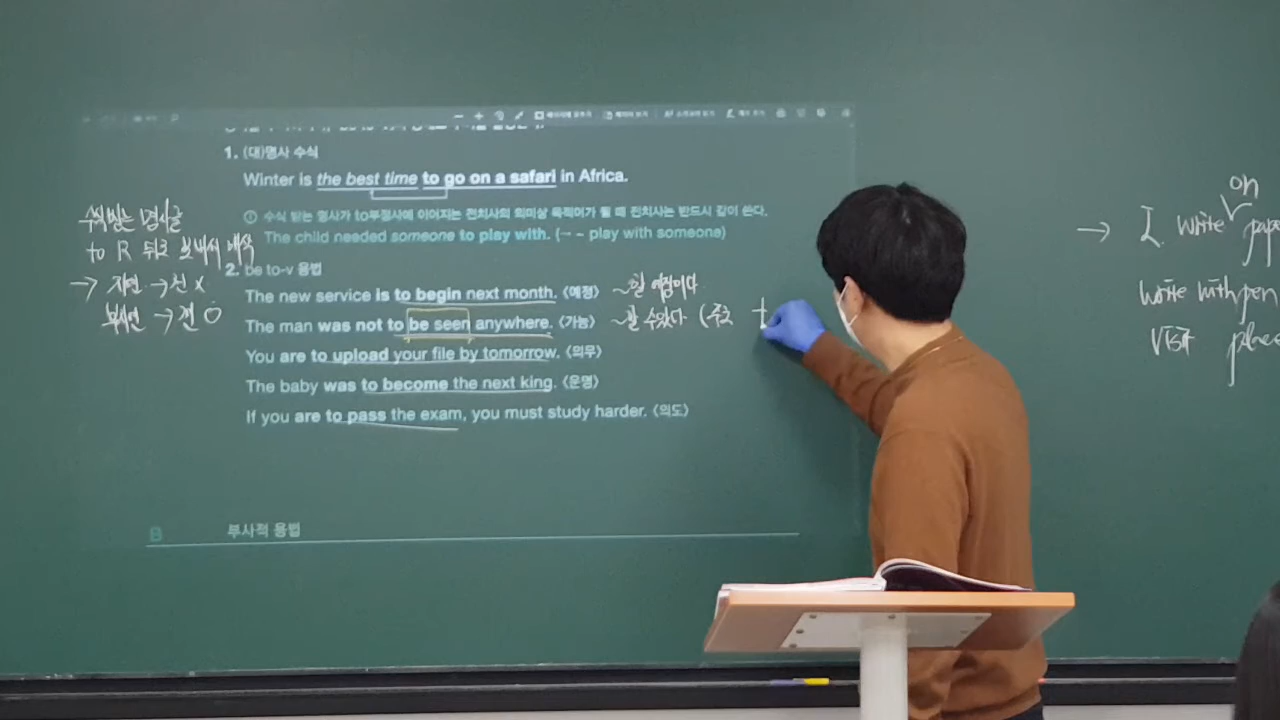 1. (대)명사 수식
Winter is the best time to go on a safari in Africa.
① 수식 받는 명사가 to부정사에 이어지는 전치사의 의미상 목적어가 될 때 전치사는 반드시 같이 쓴다.
The child needed someone to play with. (← ~ play with someone)
2. be to-v 용법
The new service is to begin next month. 〈예정〉 ~할 예정이다
The man was not to be seen anywhere. 〈가능〉 ~할 수있다 (주로
You are to upload your file by tomorrow. 〈의무〉
The baby was to become the next king. 〈운명〉
If you are to pass the exam, you must study harder. 〈의도〉
B 부사적 용법
수식받는 명사를
to R 뒤로 보내서 해석
→ 자연 → 전 X
부자연 → 전 O
on
→ I write pape
write with pen
visit place